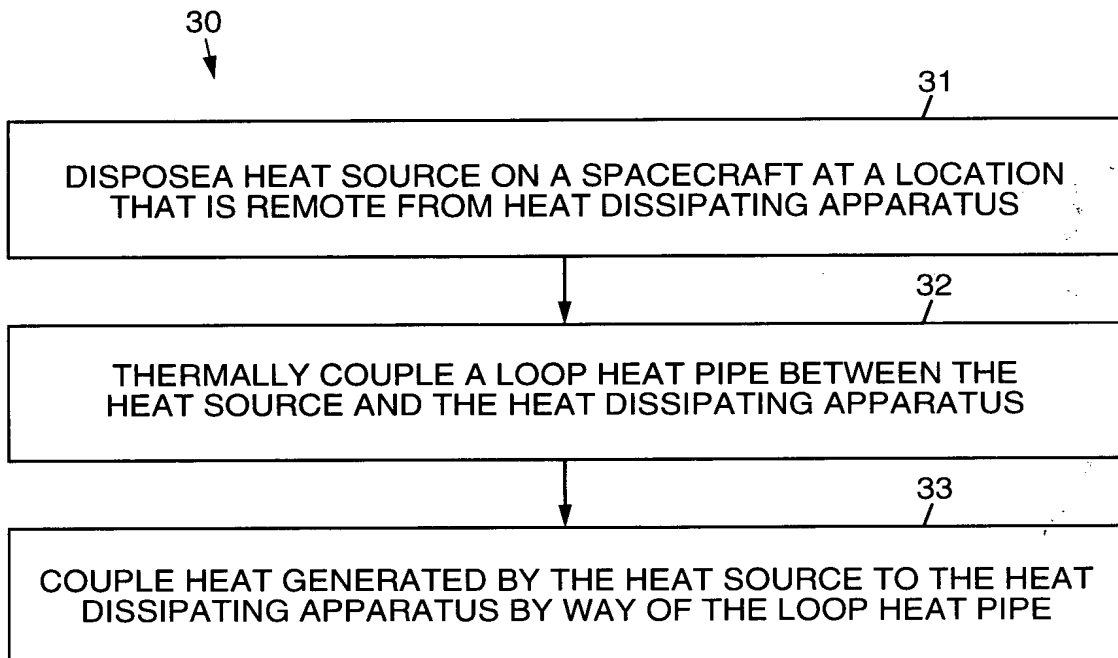 30
31
DISPOSEA HEAT SOURCE ON A SPACECRAFT AT A LOCATION
THAT IS REMOTE FROM HEAT DISSIPATING APPARATUS
32
THERMALLY COUPLE A LOOP HEAT PIPE BETWEEN THE
HEAT SOURCE AND THE HEAT DISSIPATING APPARATUS
33
COUPLE HEAT GENERATED BY THE HEAT SOURCE TO THE HEAT
DISSIPATING APPARATUS BY WAY OF THE LOOP HEAT PIPE